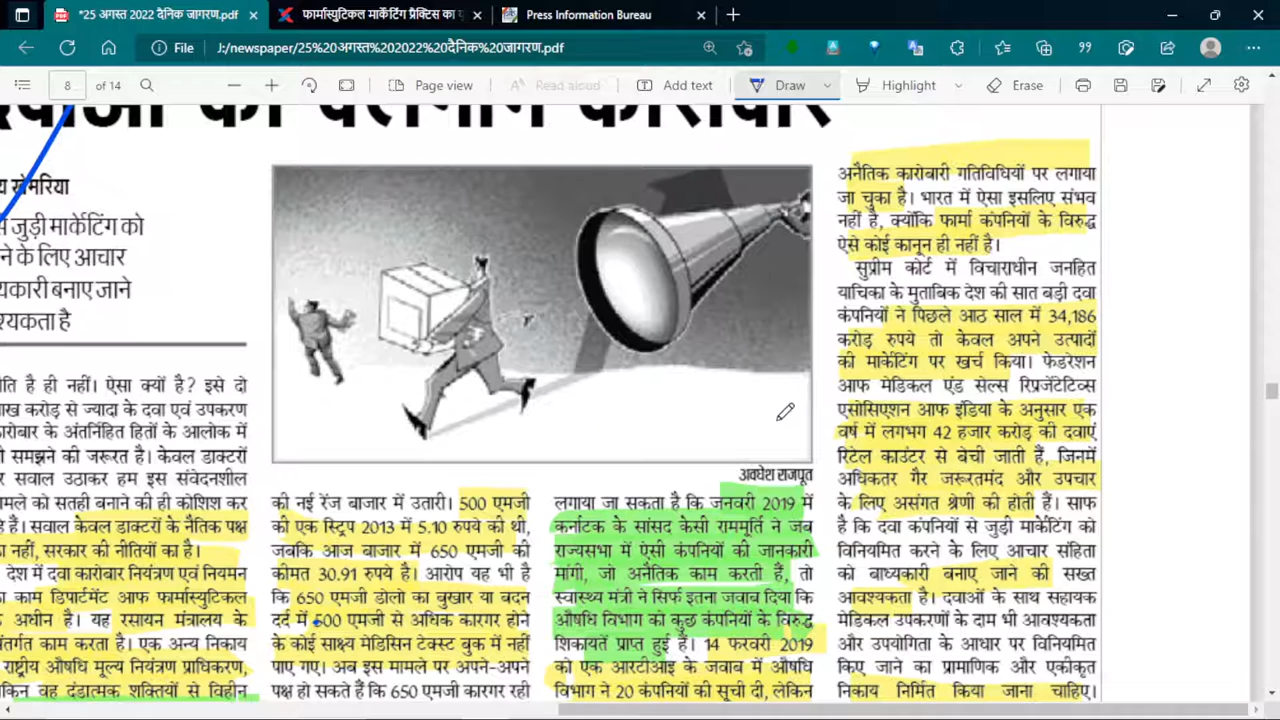 *25 अगस्त 2022 दैनिक जागरण.pdf
फार्मास्युटिकल मार्केटिंग प्रैक्टिस का
Press Information Bureau
File
J:/newspaper/25%20अगस्त%202022%20दैनिक%20जागरण.pdf
8 of 14
Page view
Read aloud
Add text
Draw
Highlight
Erase
दवाओं का कारोबार
खेमरिया
जुड़ी मार्केटिंग को
ने के लिए आचार
यकारी बनाए जाने
श्यकता है
ति है ही नहीं। ऐसा क्यों है? इसे दो
ाख करोड़ से ज्यादा के दवा एवं उपकरण
ारोबार के अंतर्निहित हितों के आलोक में
समझने की जरूरत है। केवल डाक्टरों
र सवाल उठाकर हम इस संवेदनशील
ामले को सतही बनाने की ही कोशिश कर
हे हैं। सवाल केवल डाक्टरों के नैतिक पक्ष
का नहीं, सरकार की नीतियों का है।
देश में दवा कारोबार नियंत्रण एवं नियमन
का काम डिपार्टमेंट आफ फार्मास्युटिकल
के अधीन है। यह रसायन मंत्रालय के
तर्गत काम करता है। एक अन्य निकाय
राष्ट्रीय औषधि मूल्य नियंत्रण प्राधिकरण,
किन वह दंडात्मक शक्तियों से विहीन
अवधेश राजपूत
की नई रेंज बाजार में उतारी। 500 एमजी
की एक स्ट्रिप 2013 में 5.10 रुपये की थी,
जबकि आज बाजार में 650 एमजी की
कीमत 30.91 रुपये है। आरोप यह भी है
कि 650 एमजी डोलो का बुखार या बदन
दर्द में 500 एमजी से अधिक कारगर होने
के कोई साक्ष्य मेडिसिन टेक्स्ट बुक में नहीं
पाए गए। अब इस मामले पर अपने-अपने
पक्ष हो सकते हैं कि 650 एमजी कारगर रही
लगाया जा सकता है कि जनवरी 2019 में
कर्नाटक के सांसद केसी राममूर्ति ने जब
राज्यसभा में ऐसी कंपनियों की जानकारी
मांगी, जो अनैतिक काम करती हैं, तो
स्वास्थ्य मंत्री ने सिर्फ इतना जवाब दिया कि
औषधि विभाग को कुछ कंपनियों के विरुद्ध
शिकायतें प्राप्त हुई हैं। 14 फरवरी 2019
को एक आरटीआइ के जवाब में औषधि
विभाग ने 20 कंपनियों की सूची दी, लेकिन
अनैतिक कारोबारी गतिविधियों पर लगाया
जा चुका है। भारत में ऐसा इसलिए संभव
नहीं है, क्योंकि फार्मा कंपनियों के विरुद्ध
ऐसे कोई कानून ही नहीं है।
सुप्रीम कोर्ट में विचाराधीन जनहित
याचिका के मुताबिक देश की सात बड़ी दवा
कंपनियों ने पिछले आठ साल में 34,186
करोड़ रुपये तो केवल अपने उत्पादों
की मार्केटिंग पर खर्च किया। फेडरेशन
आफ मेडिकल एंड सेल्स रिप्रजेंटेटिव्स
एसोसिएशन आफ इंडिया के अनुसार एक
वर्ष में लगभग 42 हजार करोड़ की दवाएं
रिटेल काउंटर से बेची जाती हैं, जिनमें
अधिकतर गैर जरूरतमंद और उपचार
के लिए असंगत श्रेणी की होती हैं। साफ
है कि दवा कंपनियों से जुड़ी मार्केटिंग को
विनियमित करने के लिए आचार संहिता
को बाध्यकारी बनाए जाने की सख्त
आवश्यकता है। दवाओं के साथ सहायक
मेडिकल उपकरणों के दाम भी आवश्यकता
और उपयोगिता के आधार पर विनियमित
किए जाने का प्रामाणिक और एकीकृत
निकाय निर्मित किया जाना चाहिए।